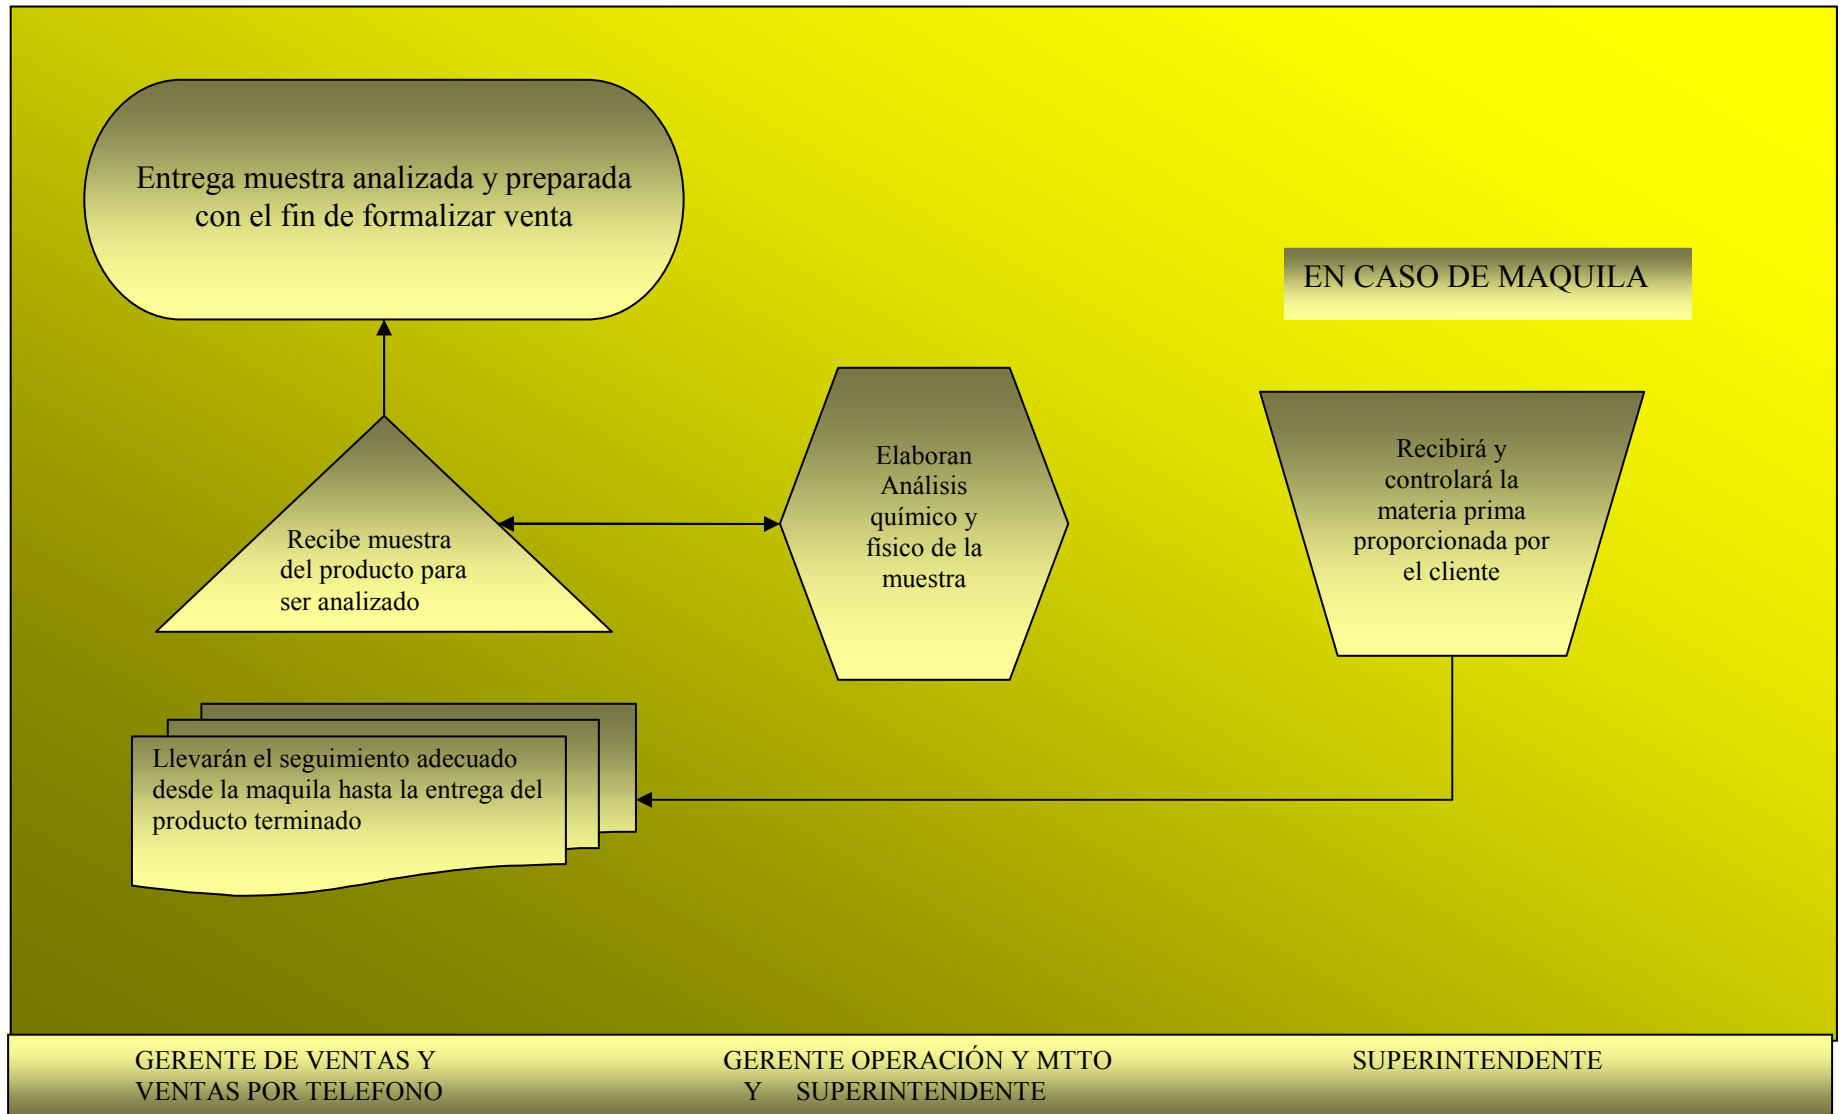 Entrega muestra analizada y preparada
con el fin de formalizar venta
EN CASO DE MAQUILA
Recibe muestra
del producto para
ser analizado
Elaboran
Análisis
químico y
físico de la
muestra
Recibirá y
controlará la
materia prima
proporcionada por
el cliente
Llevarán el seguimiento adecuado
desde la maquila hasta la entrega del
producto terminado
GERENTE DE VENTAS Y
VENTAS POR TELEFONO
GERENTE OPERACIÓN Y MTTO
Y SUPERINTENDENTE
SUPERINTENDENTE